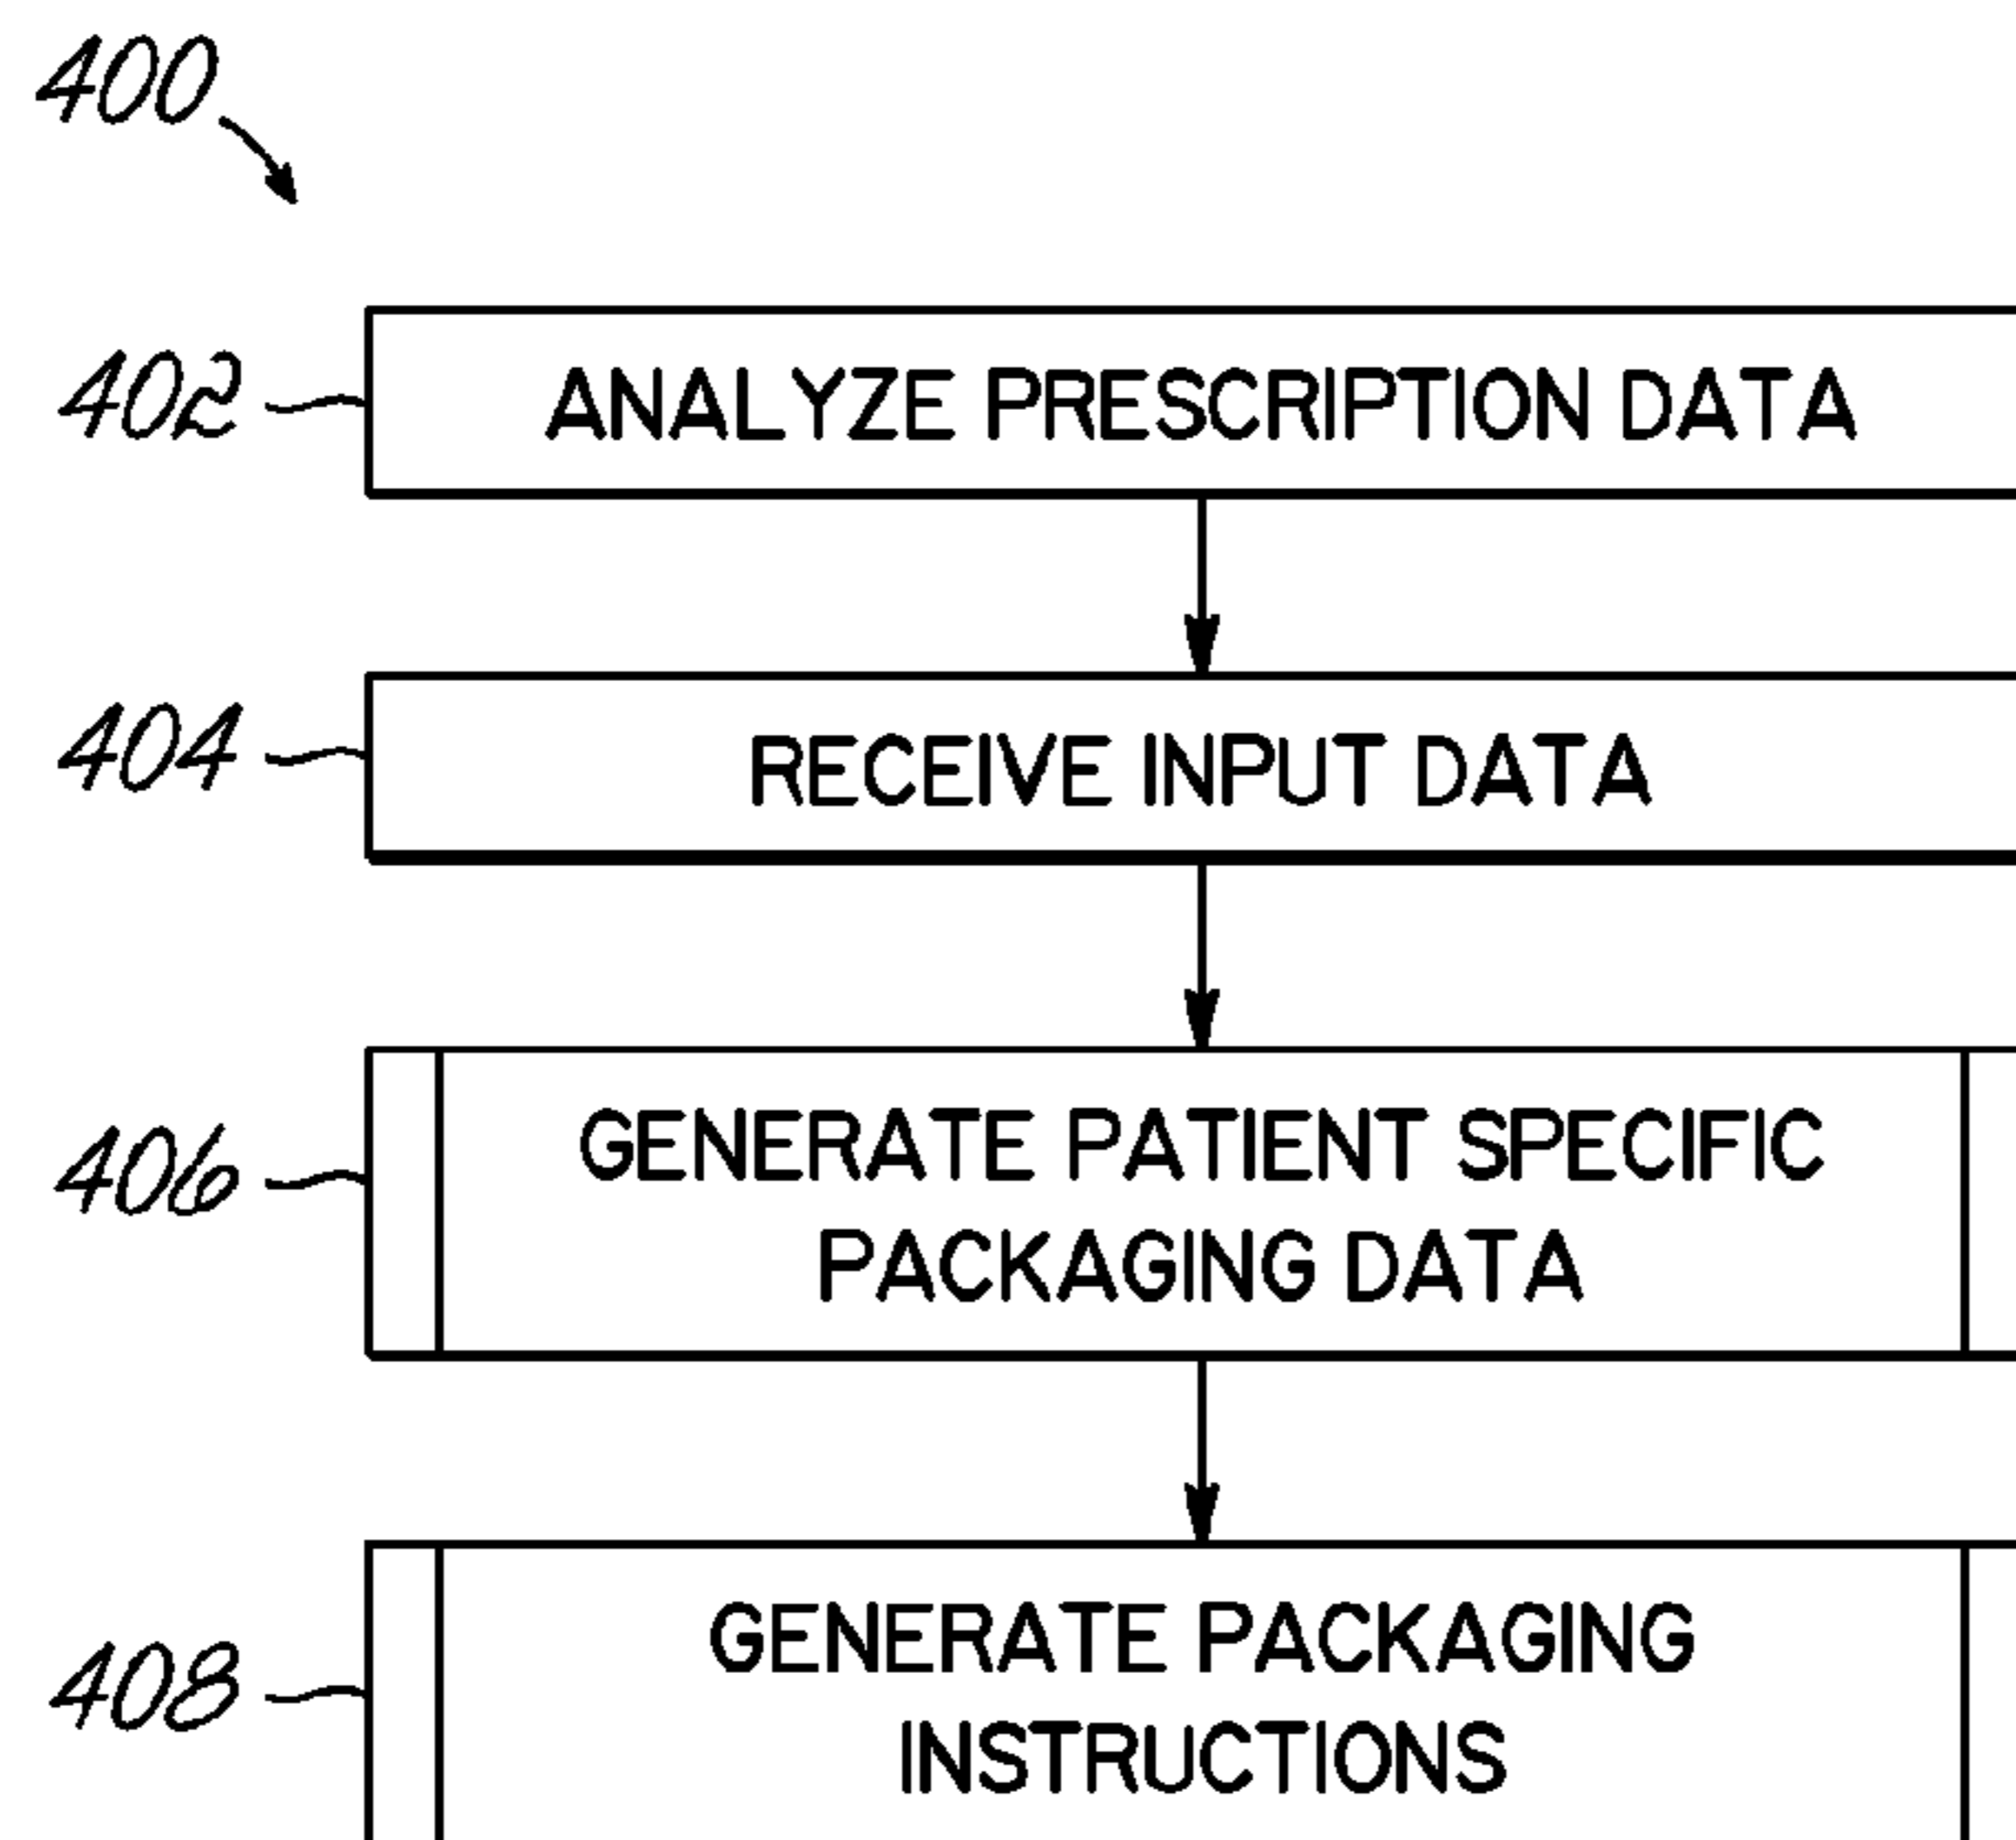 400
402 ANALYZE PRESCRIPTION DATA
404 RECEIVE INPUT DATA
406 GENERATE PATIENT SPECIFIC
PACKAGING DATA
408 GENERATE PACKAGING
INSTRUCTIONS